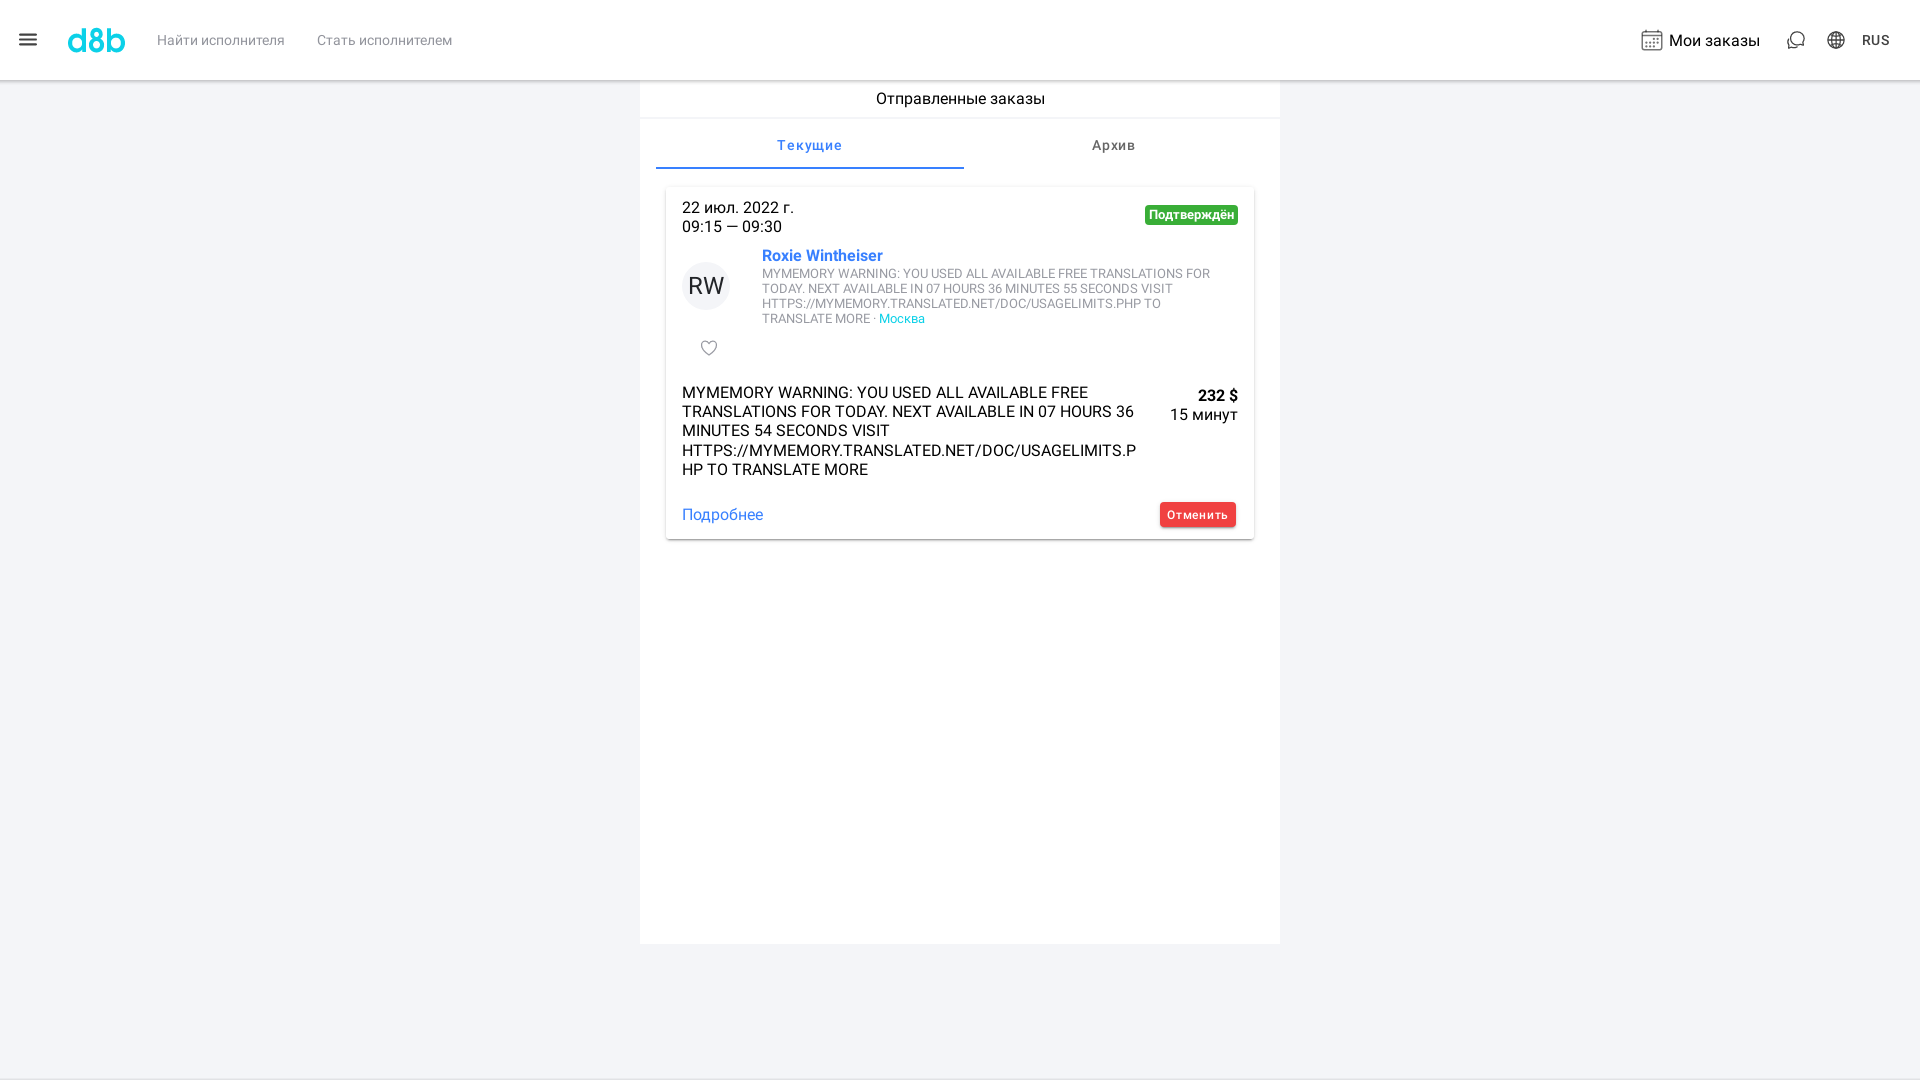 d8b
Найти исполнителя
Стать исполнителем
Мои заказы
RUS
Отправленные заказы
Текущие
Архив
22 июл. 2022 г.
09:15 — 09:30
Подтверждён
RW
Roxie Wintheiser
MYMEMORY WARNING: YOU USED ALL AVAILABLE FREE TRANSLATIONS FOR
TODAY. NEXT AVAILABLE IN 07 HOURS 36 MINUTES 55 SECONDS VISIT
HTTPS://MYMEMORY.TRANSLATED.NET/DOC/USAGELIMITS.PHP TO
TRANSLATE MORE · Москва
MYMEMORY WARNING: YOU USED ALL AVAILABLE FREE
TRANSLATIONS FOR TODAY. NEXT AVAILABLE IN 07 HOURS 36
MINUTES 54 SECONDS VISIT
HTTPS://MYMEMORY.TRANSLATED.NET/DOC/USAGELIMITS.P
HP TO TRANSLATE MORE
232 $
15 минут
Подробнее
Отменить